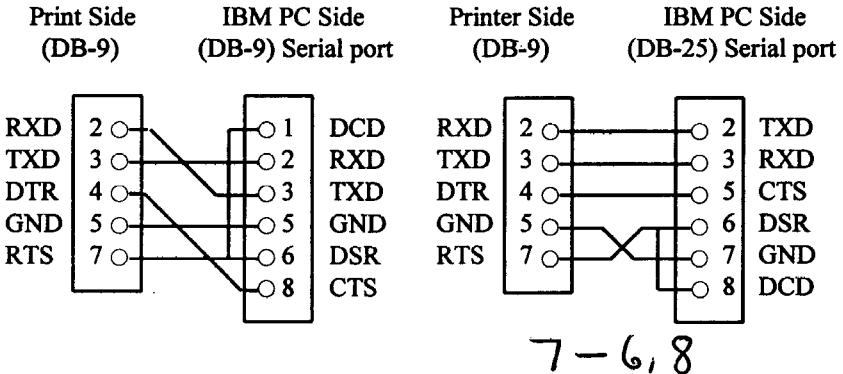 Print Side IBM PC Side Printer Side IBM PC Side
(DB-9) (DB-9) Serial port (DB-9) (DB-25) Serial port
RXD 2 1 DCD RXD 2 2 TXD
TXD 3 2 RXD TXD 3 3 RXD
DTR 4 3 TXD DTR 4 5 CTS
GND 5 5 GND GND 5 6 DSR
RTS 7 6 DSR RTS 7 7 GND
8 CTS 8 DCD
7-6,8